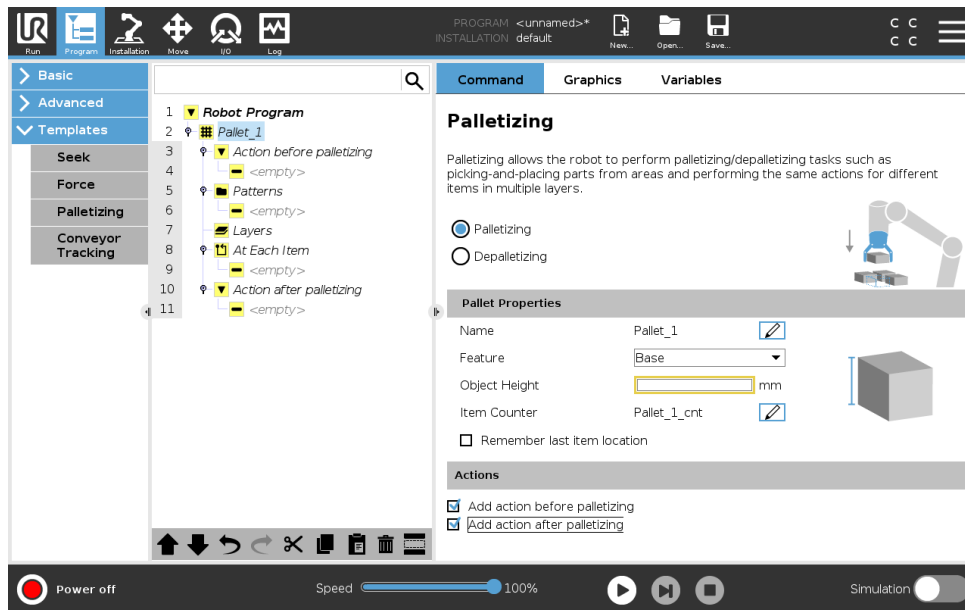 UR
PROGRAM <unnamed>*
INSTALLATION default
Run
Program
Installation
Move
I/O
Log
New...
Open...
Save...
C C
C C
Basic
Advanced
Templates
Seek
Force
Palletizing
Conveyor
Tracking
1 Robot Program
2 Pallet_1
3 Action before palletizing
4 <empty>
5 Patterns
6 <empty>
7 Layers
8 At Each Item
9 <empty>
10 Action after palletizing
11 <empty>
Command Graphics Variables
Palletizing
Palletizing allows the robot to perform palletizing/depalletizing tasks such as
picking-and-placing parts from areas and performing the same actions for different
items in multiple layers.
Palletizing
Depalletizing
Pallet Properties
Name Pallet_1
Feature Base
Object Height mm
Item Counter Pallet_1_cnt
Remember last item location
Actions
Add action before palletizing
Add action after palletizing
Power off
Speed 100%
Simulation